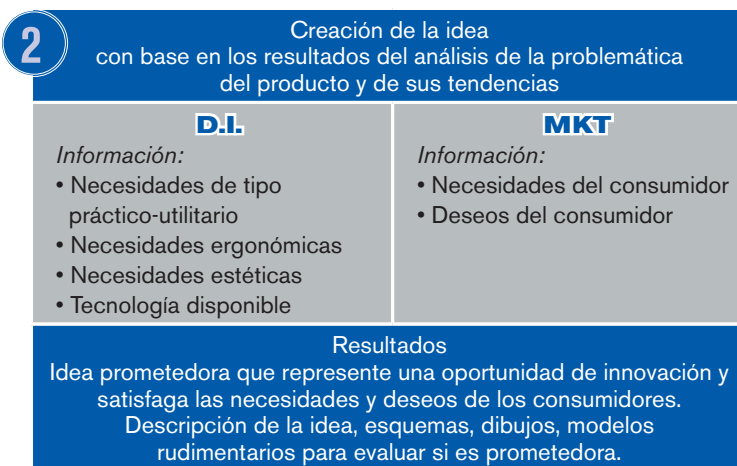 2
Creación de la idea
con base en los resultados del análisis de la problemática
del producto y de sus tendencias
D.I.
Información:
• Necesidades de tipo
práctico-utilitario
• Necesidades ergonómicas
• Necesidades estéticas
• Tecnología disponible
MKT
Información:
• Necesidades del consumidor
• Deseos del consumidor
Resultados
Idea prometedora que represente una oportunidad de innovación y
satisfaga las necesidades y deseos de los consumidores.
Descripción de la idea, esquemas, dibujos, modelos
rudimentarios para evaluar si es prometedora.